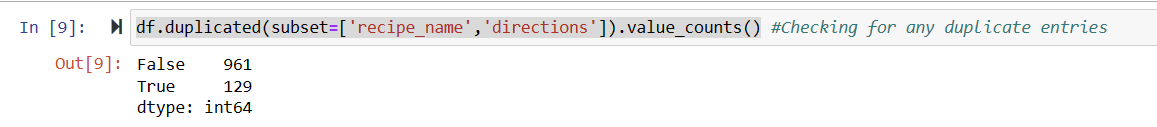 In [9]: df.duplicated(subset=['recipe_name','directions']).value_counts() #Checking for any duplicate entries
Out[9]: False    961
True     129
dtype: int64